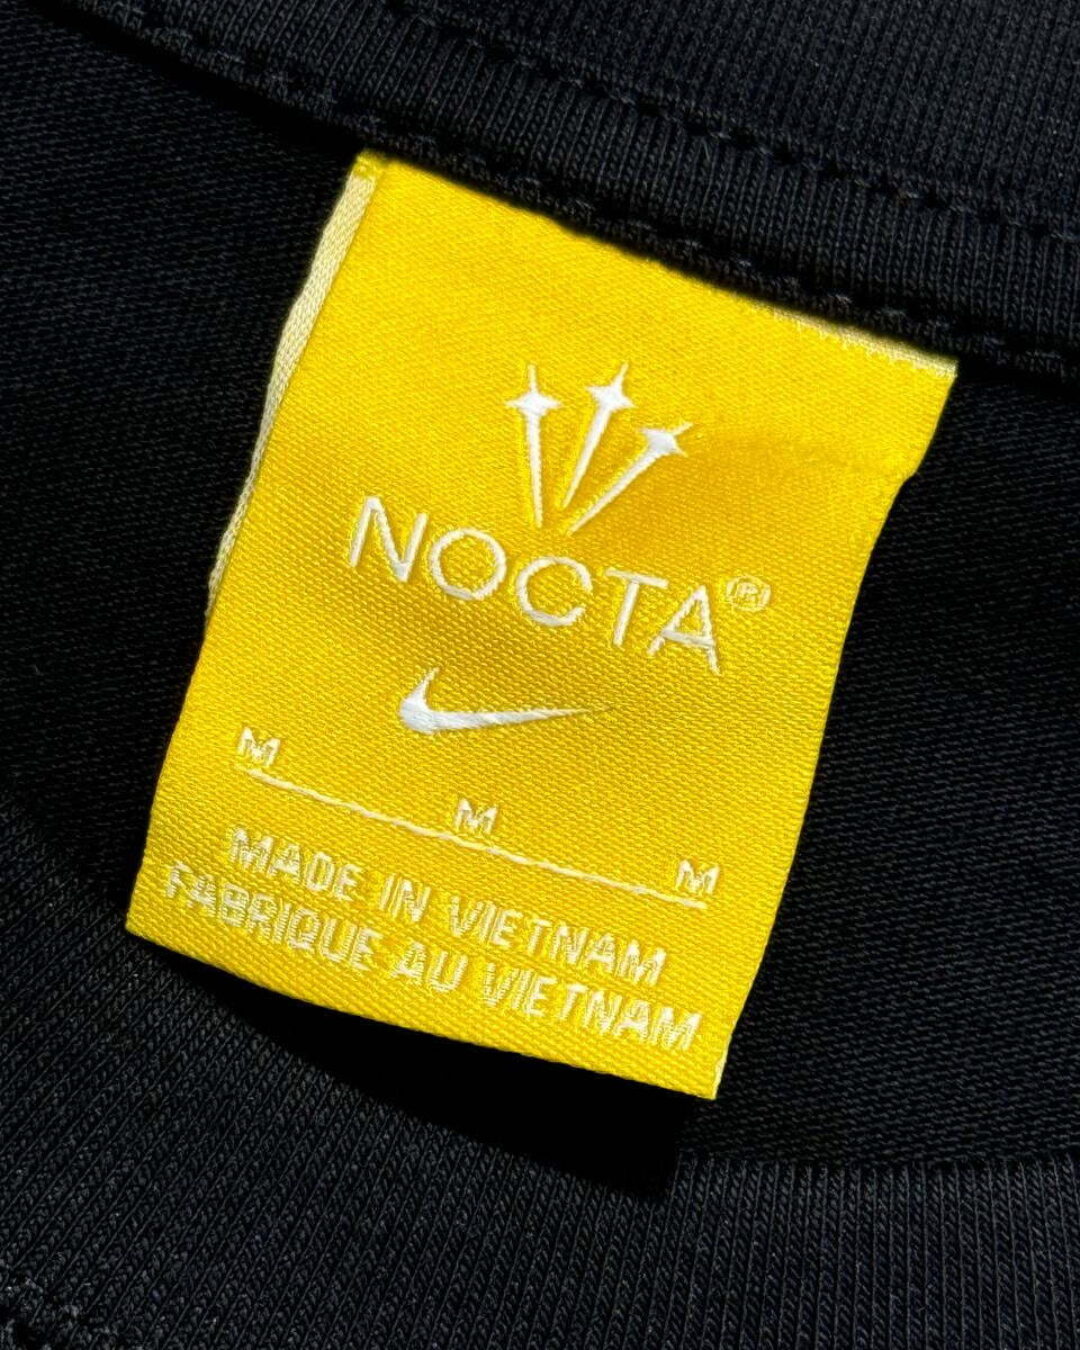 NOCTA®
M M M
MADE IN VIETNAM
FABRIQUE AU VIETNAM